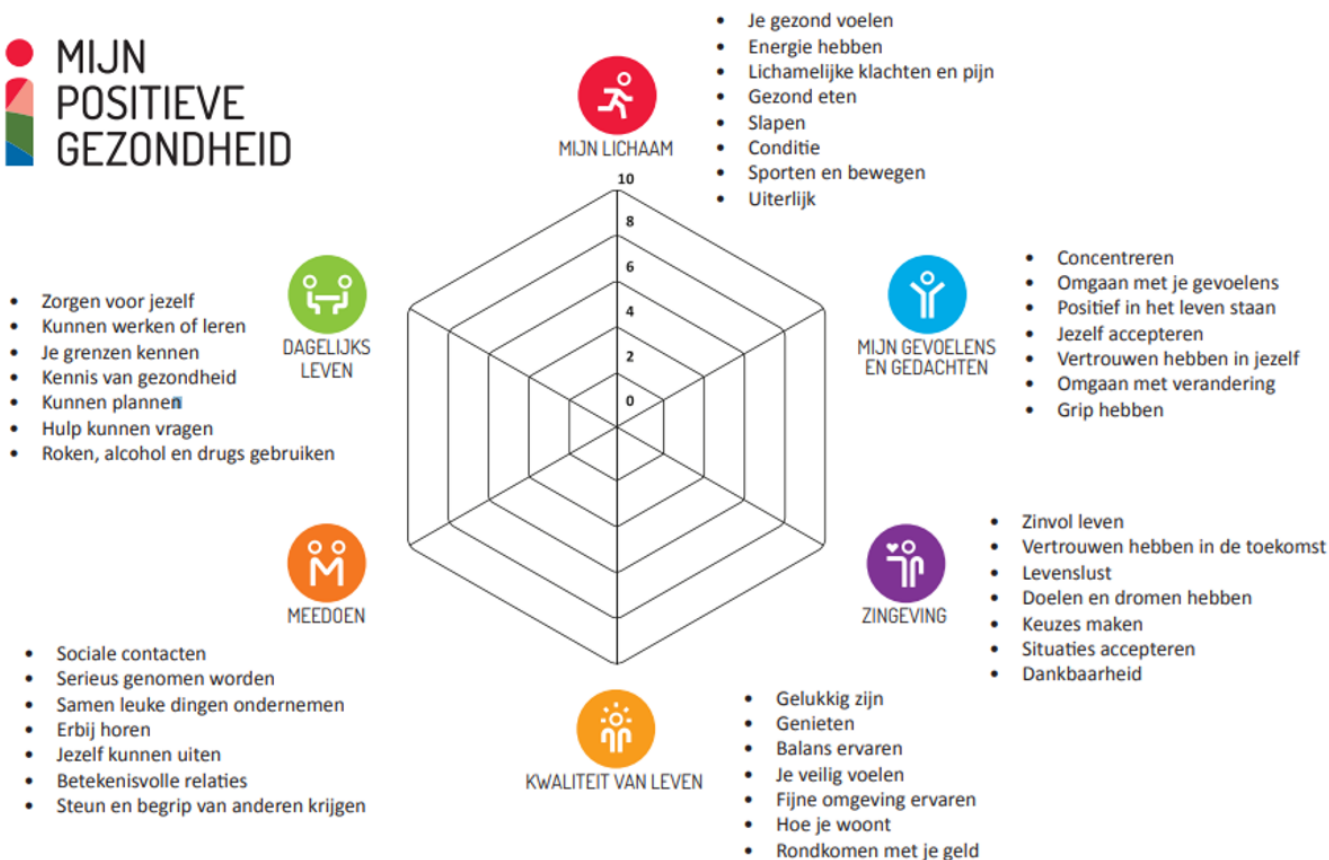 MIJN
POSITIEVE
GEZONDHEID
MIJN LICHAAM
• Je gezond voelen
• Energie hebben
• Lichamelijke klachten en pijn
• Gezond eten
• Slapen
• Conditie
• Sporten en bewegen
• Uiterlijk
10
8
6
4
2
0
MIJN GEVOELENS
EN GEDACHTEN
• Concentreren
• Omgaan met je gevoelens
• Positief in het leven staan
• Jezelf accepteren
• Vertrouwen hebben in jezelf
• Omgaan met verandering
• Grip hebben
ZINGEVING
• Zinvol leven
• Vertrouwen hebben in de toekomst
• Levenslust
• Doelen en dromen hebben
• Keuzes maken
• Situaties accepteren
• Dankbaarheid
KWALITEIT VAN LEVEN
• Gelukkig zijn
• Genieten
• Balans ervaren
• Je veilig voelen
• Fijne omgeving ervaren
• Hoe je woont
• Rondkomen met je geld
MEEDOEN
• Sociale contacten
• Serieus genomen worden
• Samen leuke dingen ondernemen
• Erbij horen
• Jezelf kunnen uiten
• Betekenisvolle relaties
• Steun en begrip van anderen krijgen
DAGELIJKS
LEVEN
• Zorgen voor jezelf
• Kunnen werken of leren
• Je grenzen kennen
• Kennis van gezondheid
• Kunnen plannen
• Hulp kunnen vragen
• Roken, alcohol en drugs gebruiken